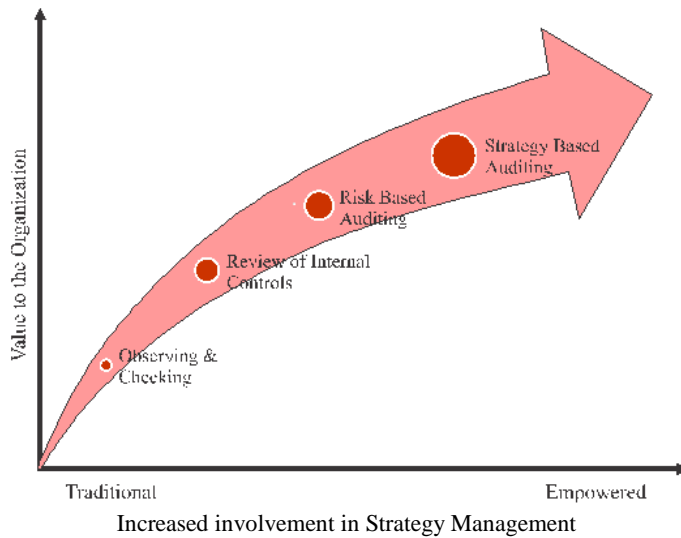 Value to the Organization
Strategy Based
Auditing
Risk Based
Auditing
Review of Internal
Controls
Observing &
Checking
Traditional
Empowered
Increased involvement in Strategy Management